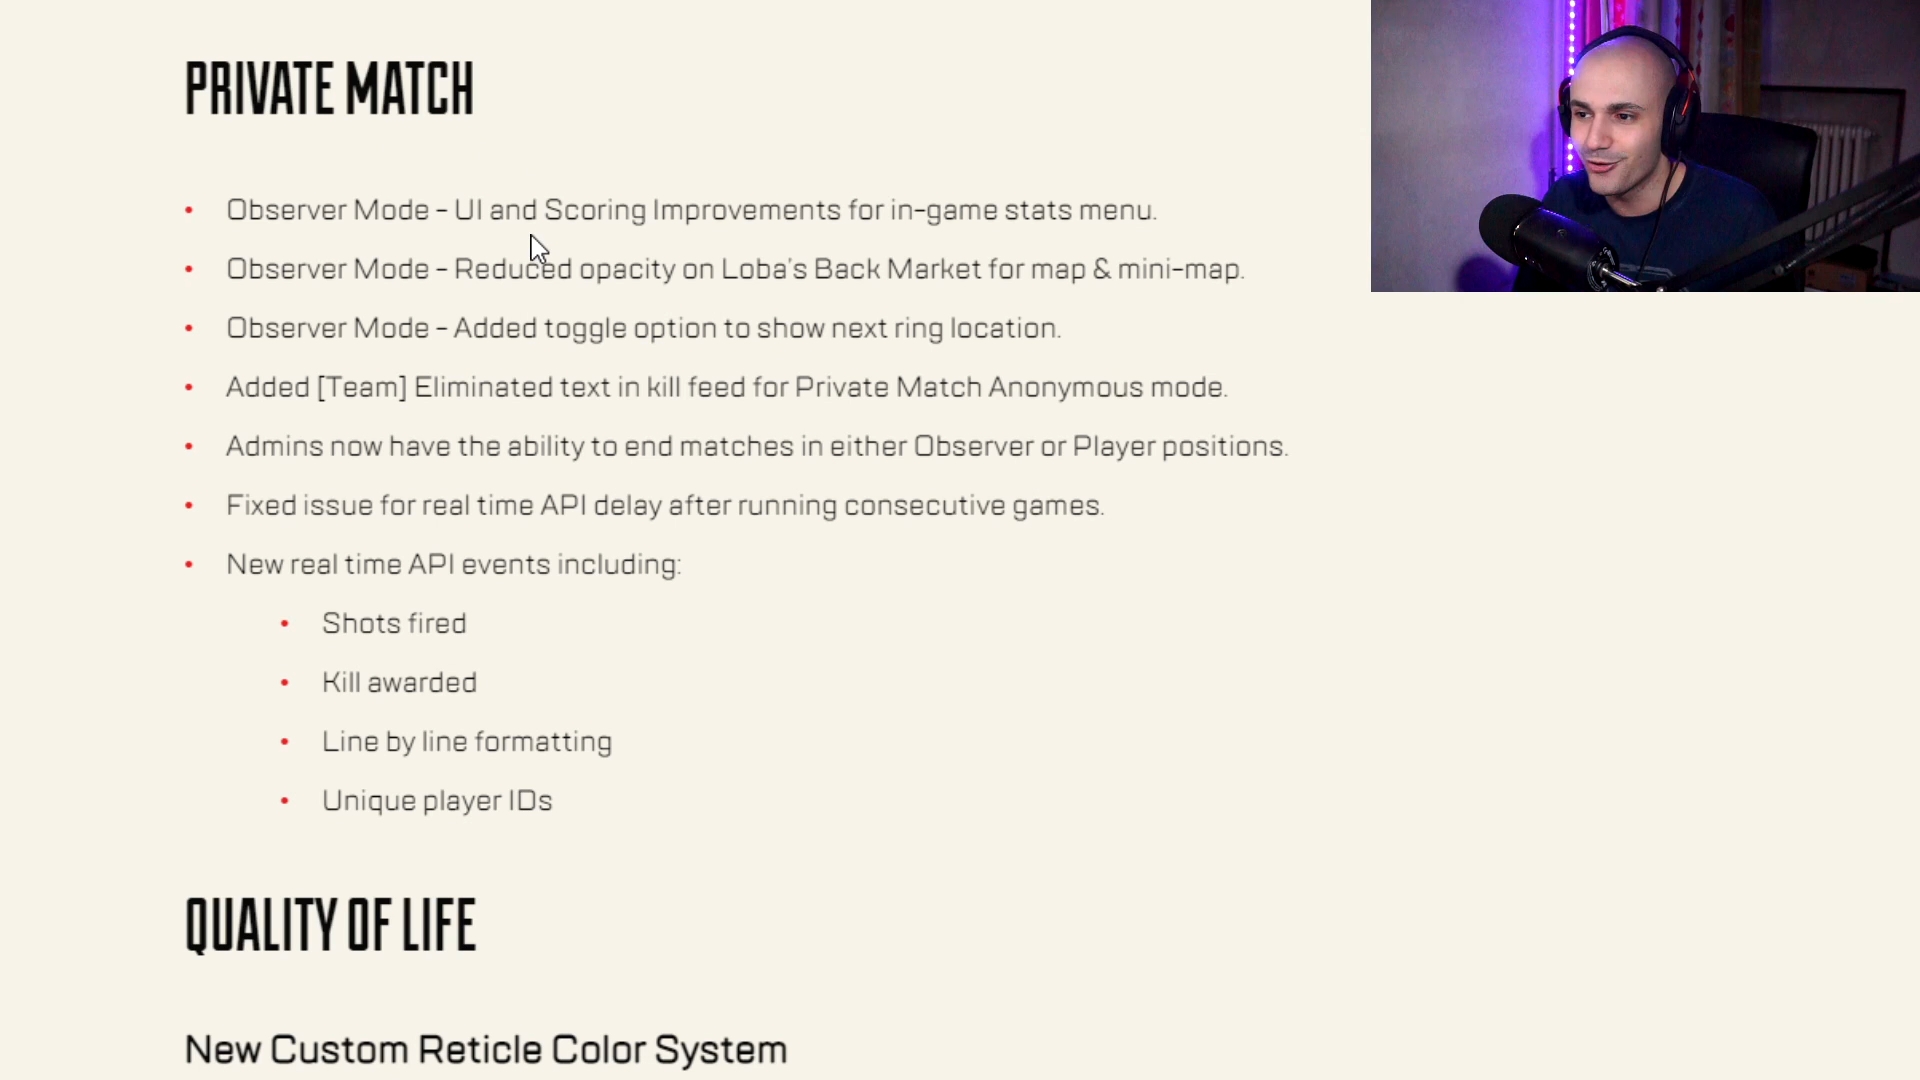 PRIVATE MATCH
Observer Mode - UI and Scoring Improvements for in-game stats menu.
Observer Mode - Reduced opacity on Loba's Back Market for map & mini-map.
Observer Mode - Added toggle option to show next ring location.
Added [Team] Eliminated text in kill feed for Private Match Anonymous mode.
Admins now have the ability to end matches in either Observer or Player positions.
Fixed issue for real time API delay after running consecutive games.
New real time API events including:
Shots fired
Kill awarded
Line by line formatting
Unique player IDs
QUALITY OF LIFE
New Custom Reticle Color System